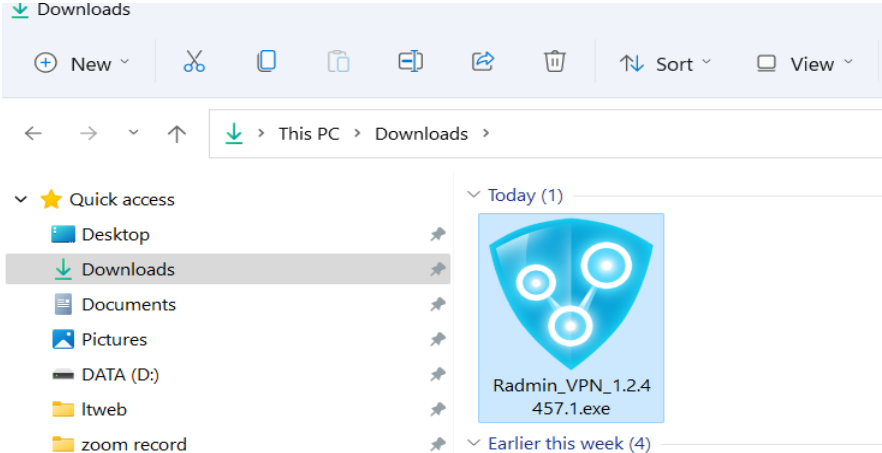 Downloads
New
Sort
View
This PC > Downloads >
Quick access
Desktop
Downloads
Documents
Pictures
DATA (D:)
ltweb
zoom record
Today (1)
Radmin_VPN_1.2.4
457.1.exe
Earlier this week (4)